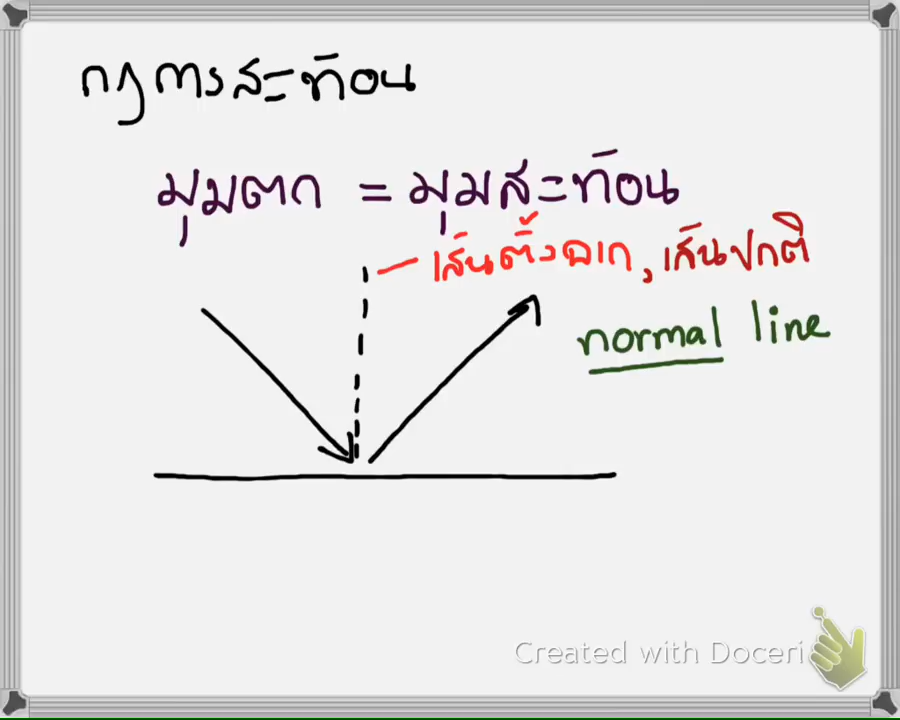 กฎการสะท้อน
มุมตก = มุมสะท้อน
เส้นตั้งฉาก, เส้นปกติ
normal line
Created with Doceri